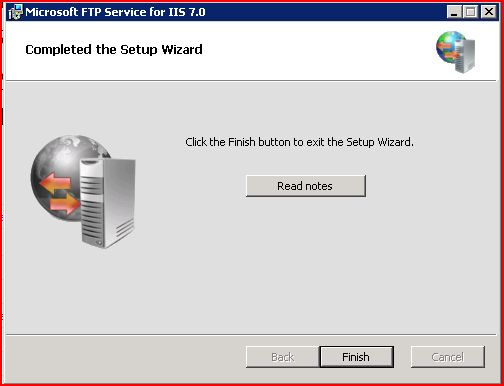 Microsoft FTP Service for IIS 7.0
Completed the Setup Wizard
Click the Finish button to exit the Setup Wizard.
Read notes
Back Finish Cancel